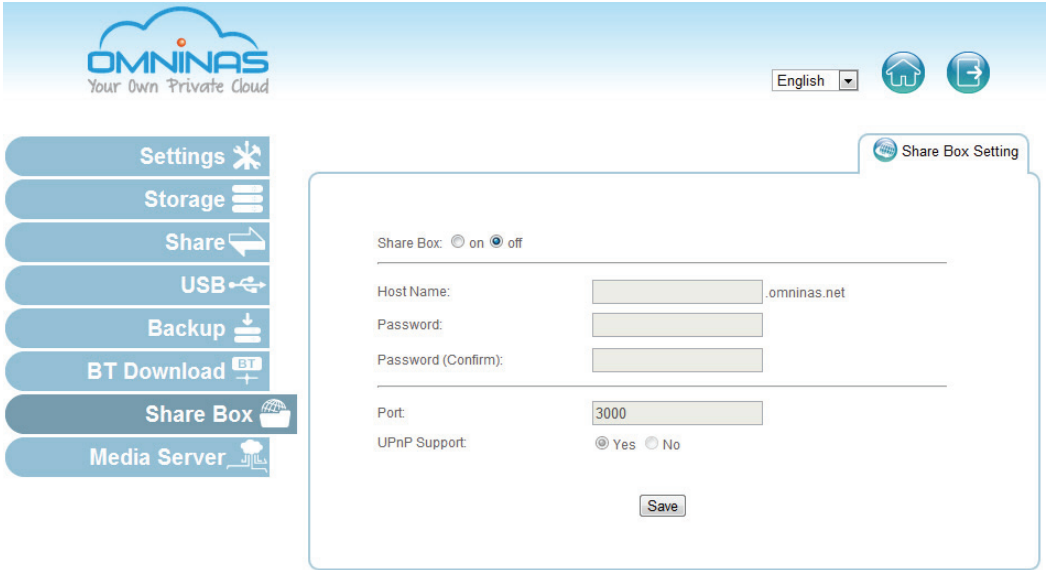 OMNINAS
Your Own Private Cloud
English
Settings
Storage
Share
USB
Backup
BT Download BT
Share Box
Media Server
Share Box Setting
Share Box: on off
Host Name: .omninas.net
Password:
Password (Confirm):
Port: 3000
UPnP Support: Yes No
Save